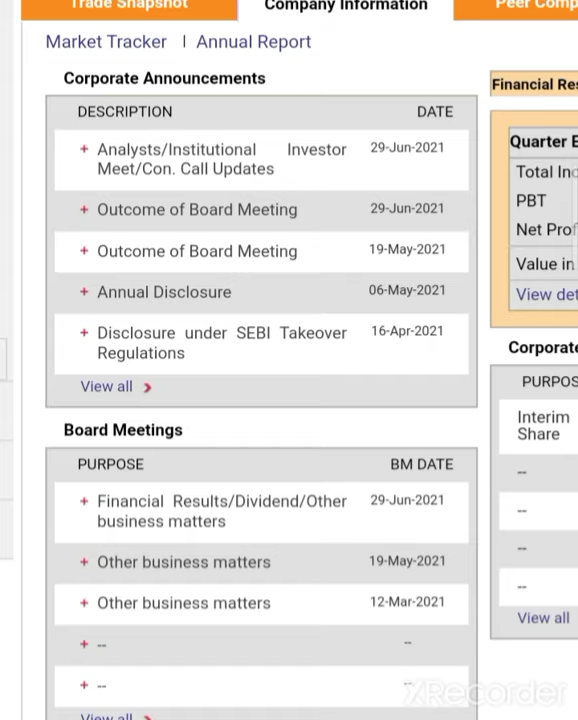 Trade Snapshot
Company Information
Market Tracker | Annual Report
Corporate Announcements
DESCRIPTION DATE
+ Analysts/Institutional Investor 29-Jun-2021
Meet/Con. Call Updates
+ Outcome of Board Meeting 29-Jun-2021
+ Outcome of Board Meeting 19-May-2021
+ Annual Disclosure 06-May-2021
+ Disclosure under SEBI Takeover 16-Apr-2021
Regulations
View all
Board Meetings
PURPOSE BM DATE
+ Financial Results/Dividend/Other 29-Jun-2021
business matters
+ Other business matters 19-May-2021
+ Other business matters 12-Mar-2021
+ -- --
+ -- --
View all
Peer Comp
Financial Res
Quarter E
Total Inc
PBT
Net Prof
Value in
View det
Corporate
PURPOS
Interim
Share
--
--
--
--
View all
XRecorder